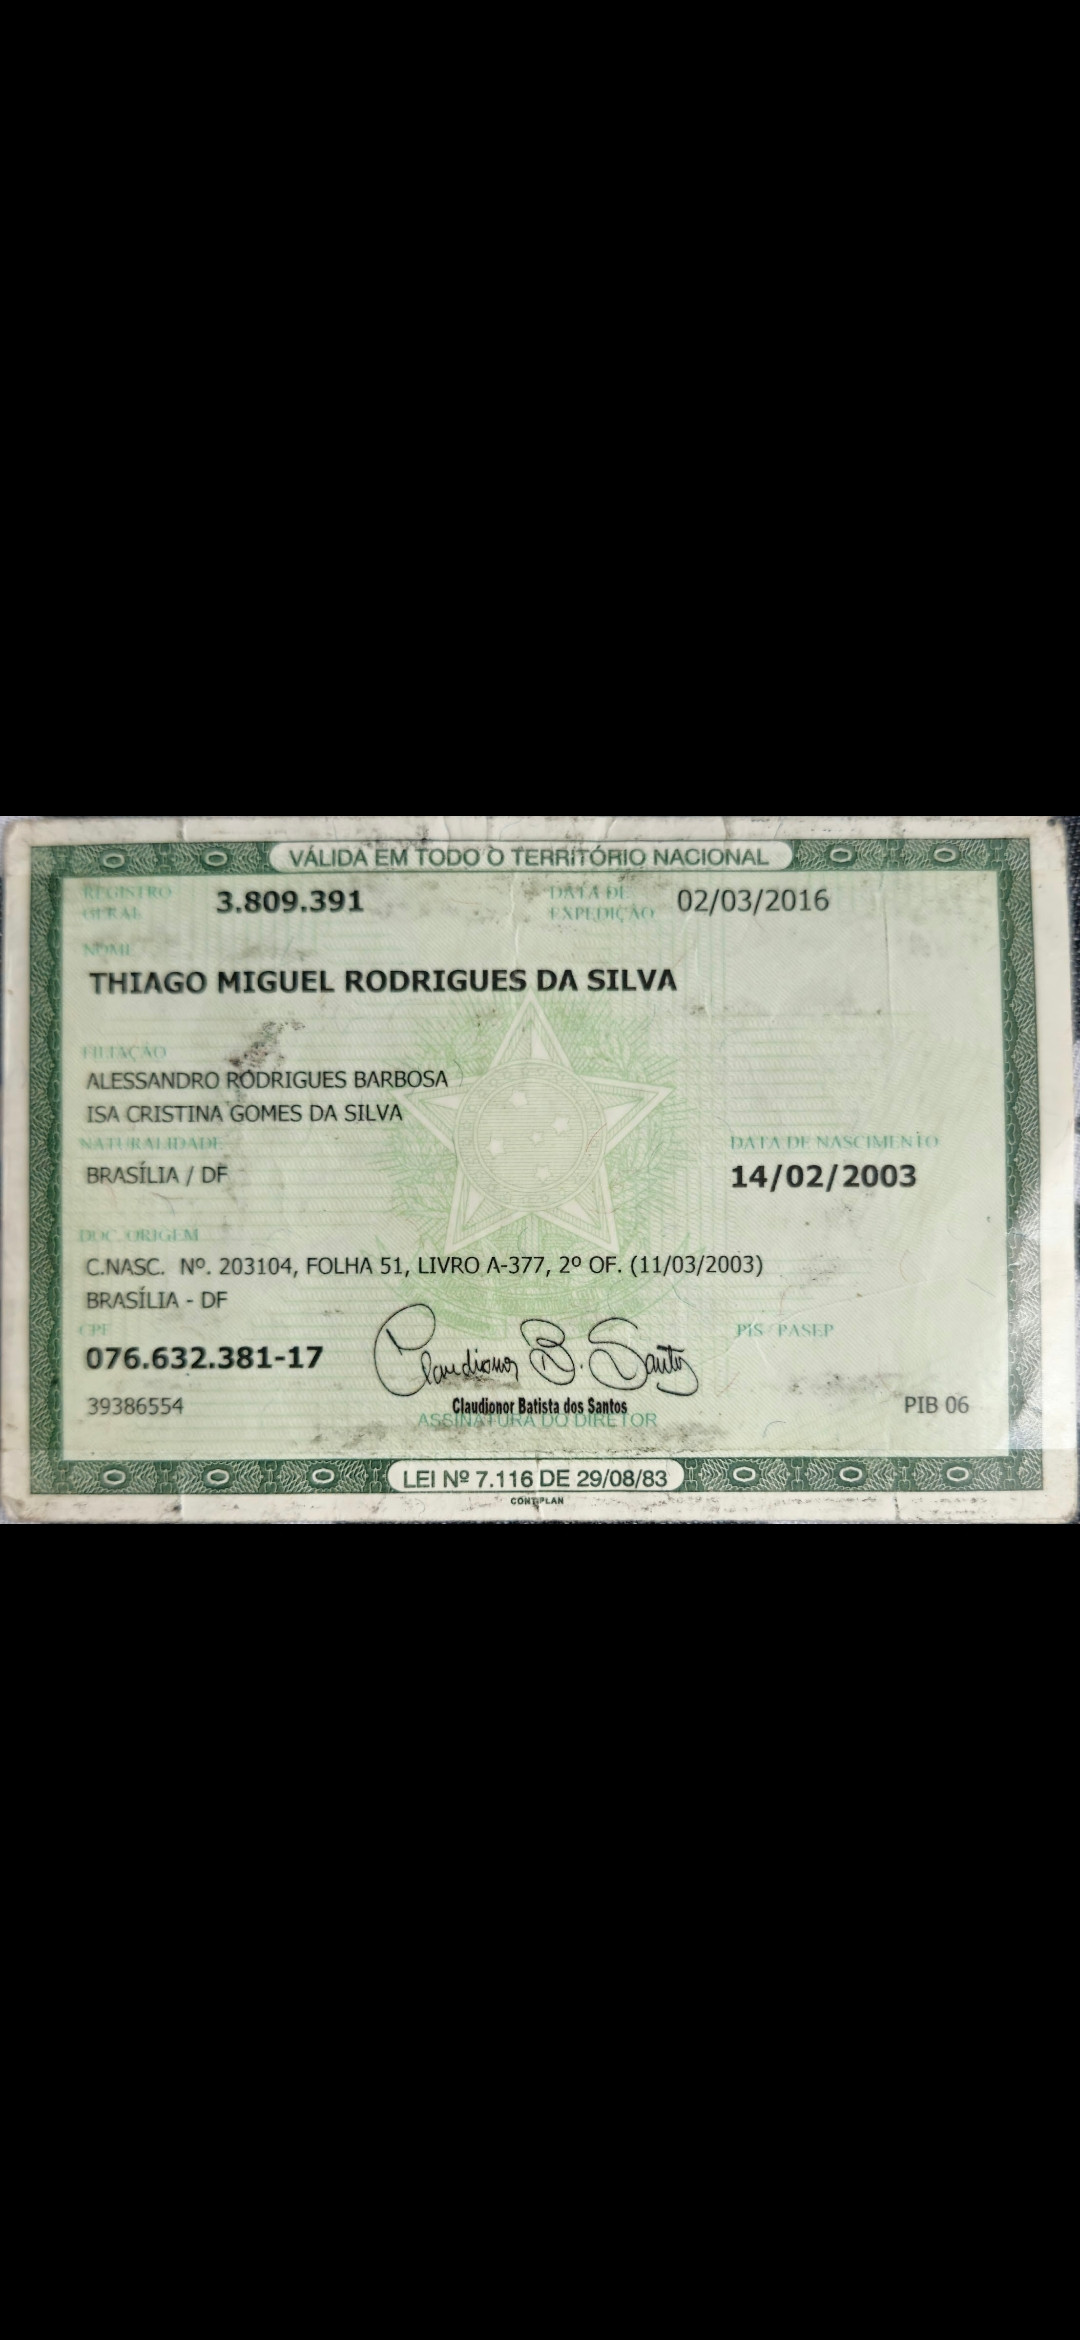 VÁLIDA EM TODO O TERRITÓRIO NACIONAL
REGISTRO GERAL 3.809.391 DATA DE EXPEDIÇÃO 02/03/2016
NOME
THIAGO MIGUEL RODRIGUES DA SILVA
FILIAÇÃO
ALESSANDRO RODRIGUES BARBOSA
ISA CRISTINA GOMES DA SILVA
NATURALIDADE DATA DE NASCIMENTO
BRASÍLIA / DF 14/02/2003
DOC. ORIGEM
C.NASC. Nº. 203104, FOLHA 51, LIVRO A-377, 2º OF. (11/03/2003)
BRASÍLIA - DF
CPF PIS / PASEP
076.632.381-17 Claudionor B. Santos
39386554 Claudionor Batista dos Santos PIB 06
ASSINATURA DO DIRETOR
LEI Nº 7.116 DE 29/08/83
CONTIPLAN